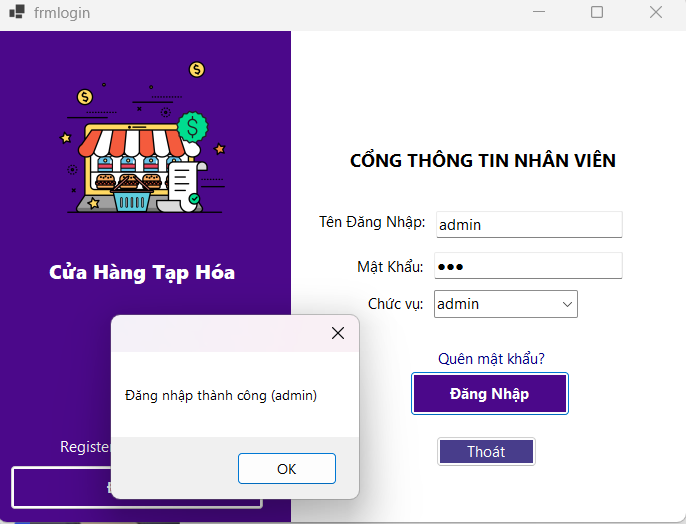 frmlogin
CỔNG THÔNG TIN NHÂN VIÊN
Tên Đăng Nhập: admin
Mật Khẩu: ●●●
Chức vụ: admin
Quên mật khẩu?
Đăng Nhập
Thoát
Cửa Hàng Tạp Hóa
Đăng nhập thành công (admin)
OK
Register